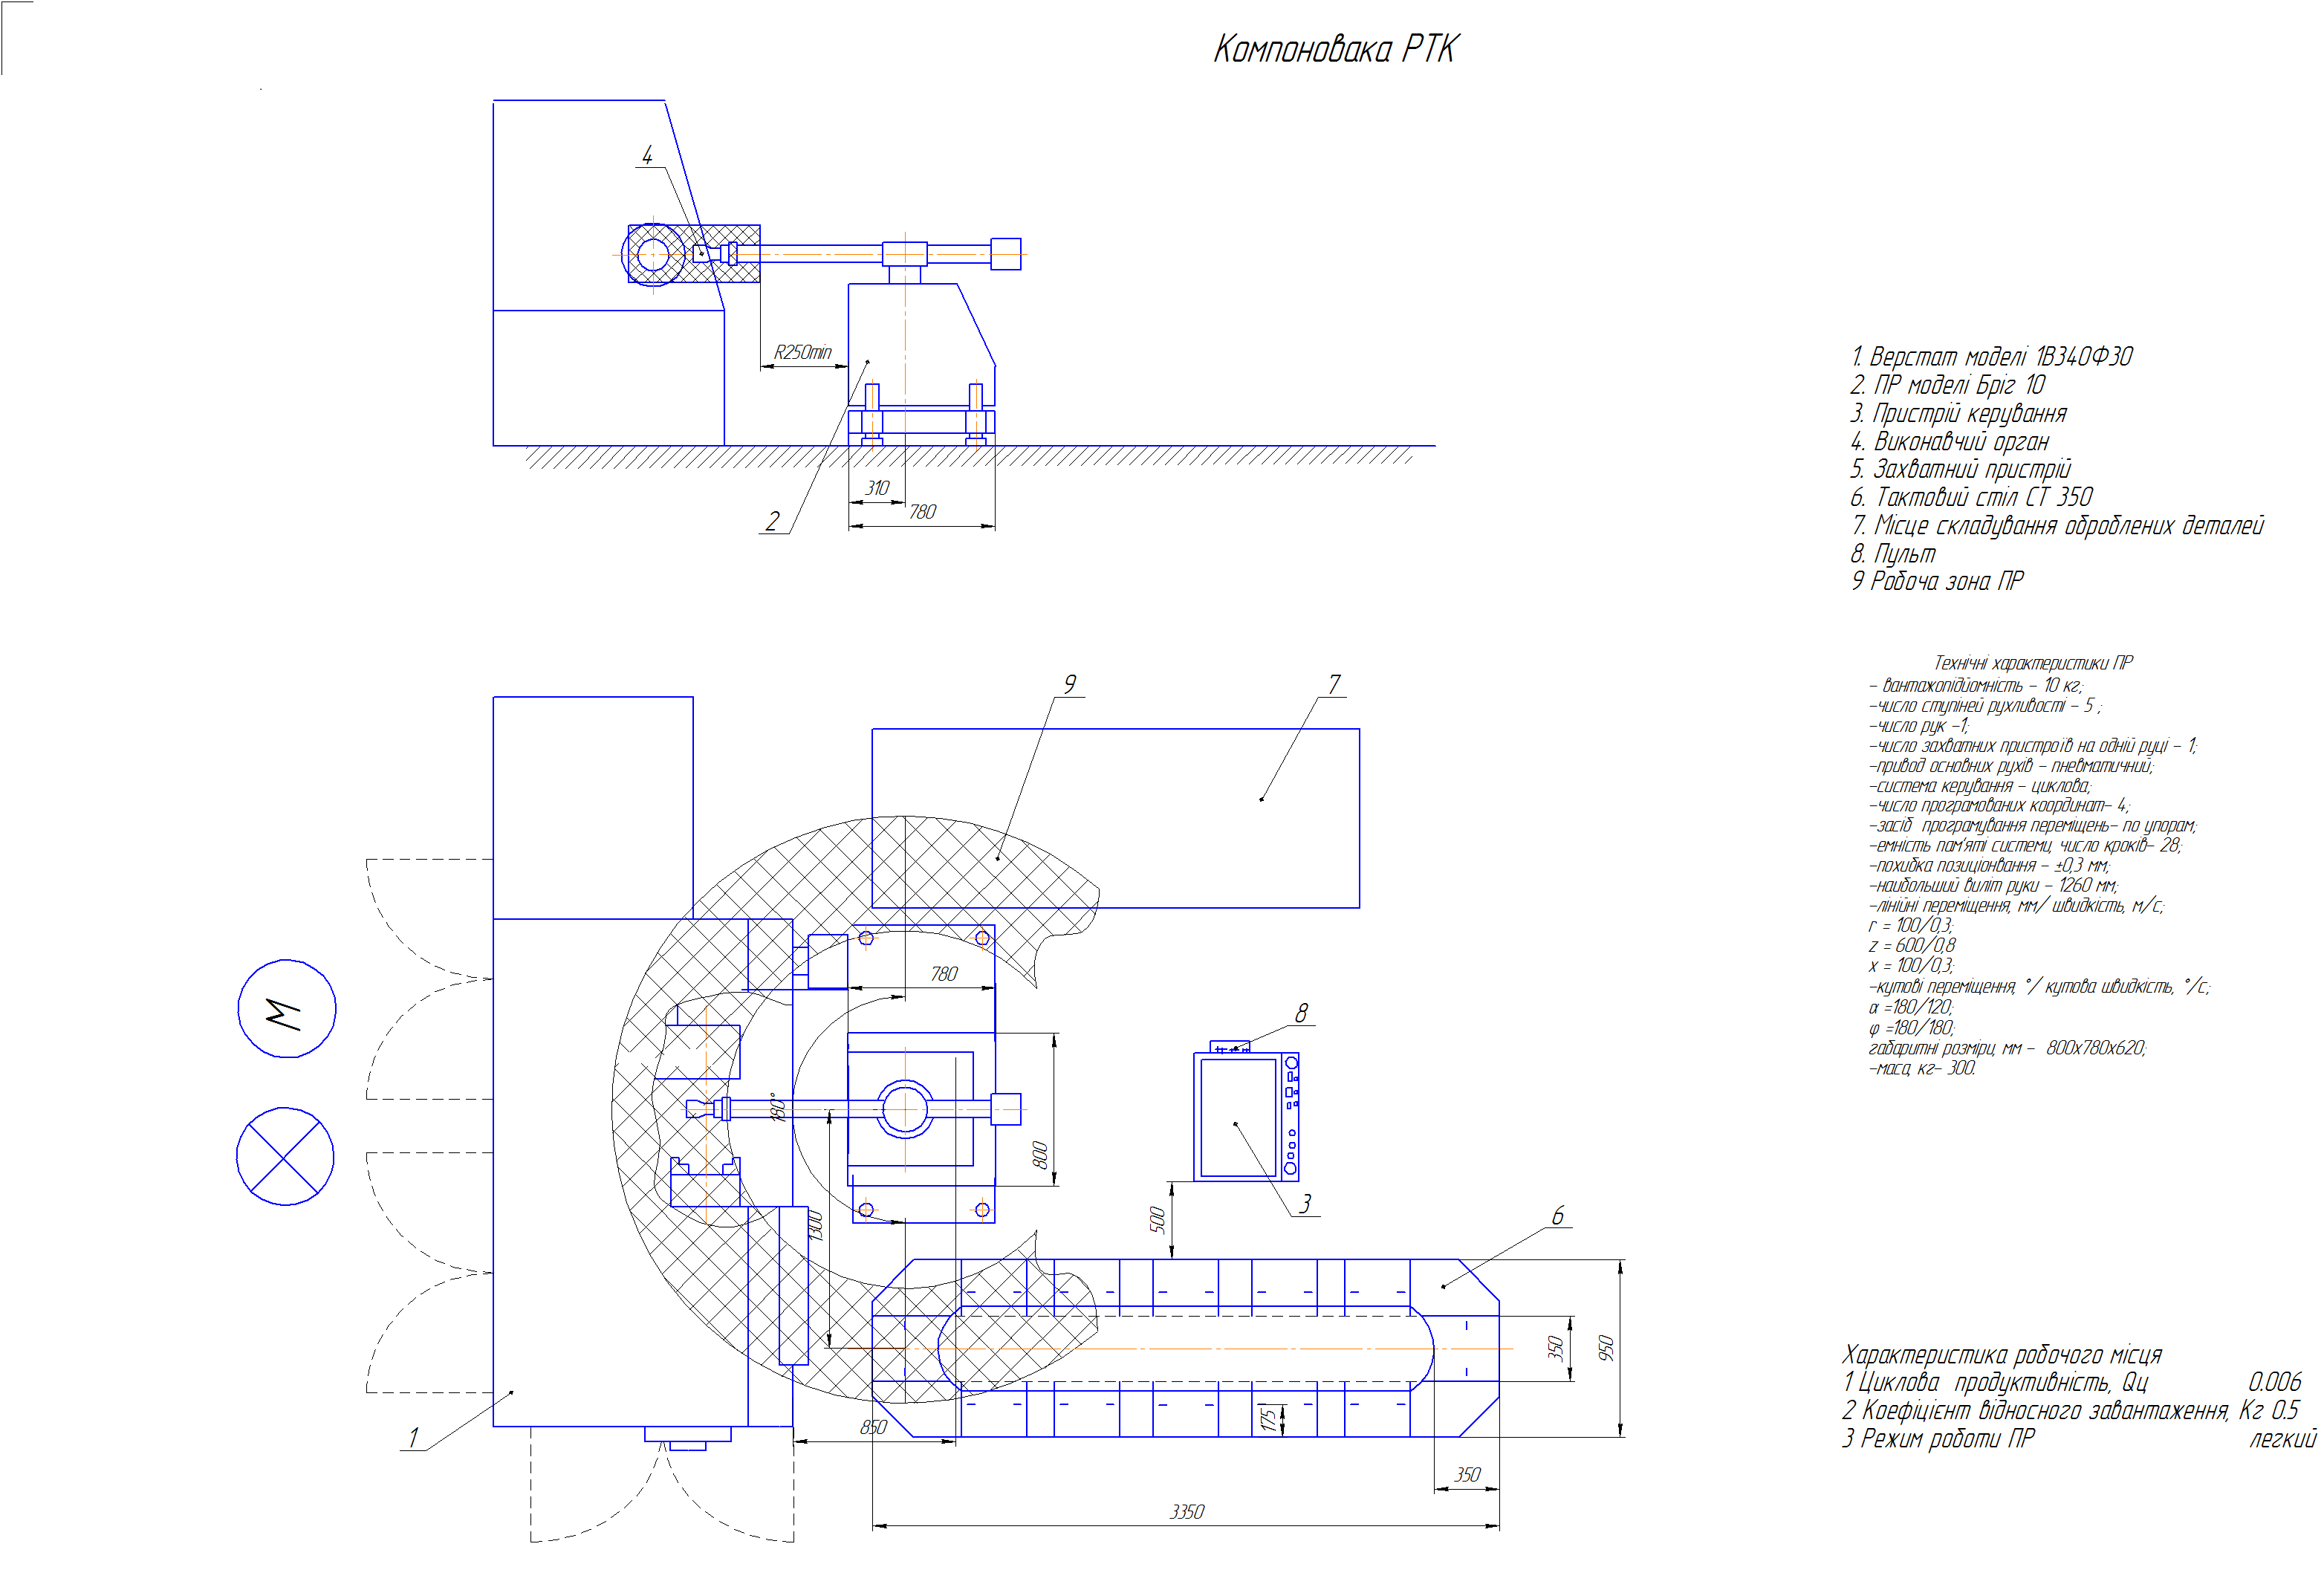 Компоновака РТК
4
R250min
310
780
2
1. Верстат моделі 1В340Ф30
2. ПР моделі Бріг 10
3. Пристрій керування
4. Виконавчий орган
5. Захватний пристрій
6. Тактовий стіл СТ 350
7. Місце складування оброблених деталей
8. Пульт
9 Робоча зона ПР
Технічні характеристики ПР
- вантажопідйомність - 10 кг;
-число ступіней рухливості - 5 ;
-число рук -1;
-число захватних пристроїв на одній руці - 1;
-привод основних рухів - пневматичний;
-система керування - циклова;
-число програмованих координат- 4;
-засіб програмування переміщень- по упорам;
-емність пам'яті системи, число кроків- 28;
-похибка позиціонвання - ±0,3 мм;
-наибольший виліт руки - 1260 мм;
-лінійні переміщення, мм/ швидкість, м/с;
r = 100/0,3;
z = 600/0,8
x = 100/0,3;
-кутові переміщення, °/ кутова швидкість, °/с;
α =180/120;
φ =180/180;
габаритні розміри, мм - 800х780х620;
-маса, кг- 300.
9
7
780
М
8
180°
800
1300
3
500
6
350
950
175
850
1
350
3350
Характеристика робочого місця
1 Циклова продуктивність, Qц 0.006
2 Коефіцієнт відносного завантаження, Кг 0.5
3 Режим роботи ПР легкий